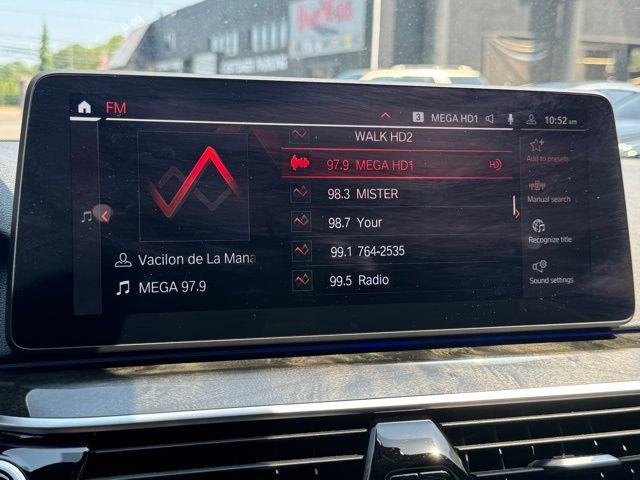 FM
3 MEGA HD1
10:52 am
WALK HD2
97.9 MEGA HD1 HD
98.3 MISTER
98.7 Your
99.1 764-2535
99.5 Radio
Vacilon de La Mana
MEGA 97.9
Add to presets
Manual search
Recognize title
Sound settings